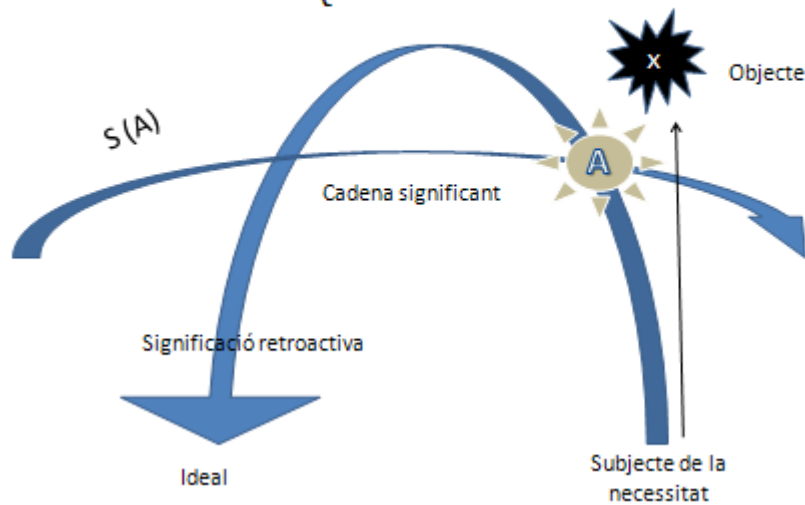 x
Objecte
S (A)
A
Cadena significant
Significació retroactiva
Ideal
Subjecte de la
necessitat